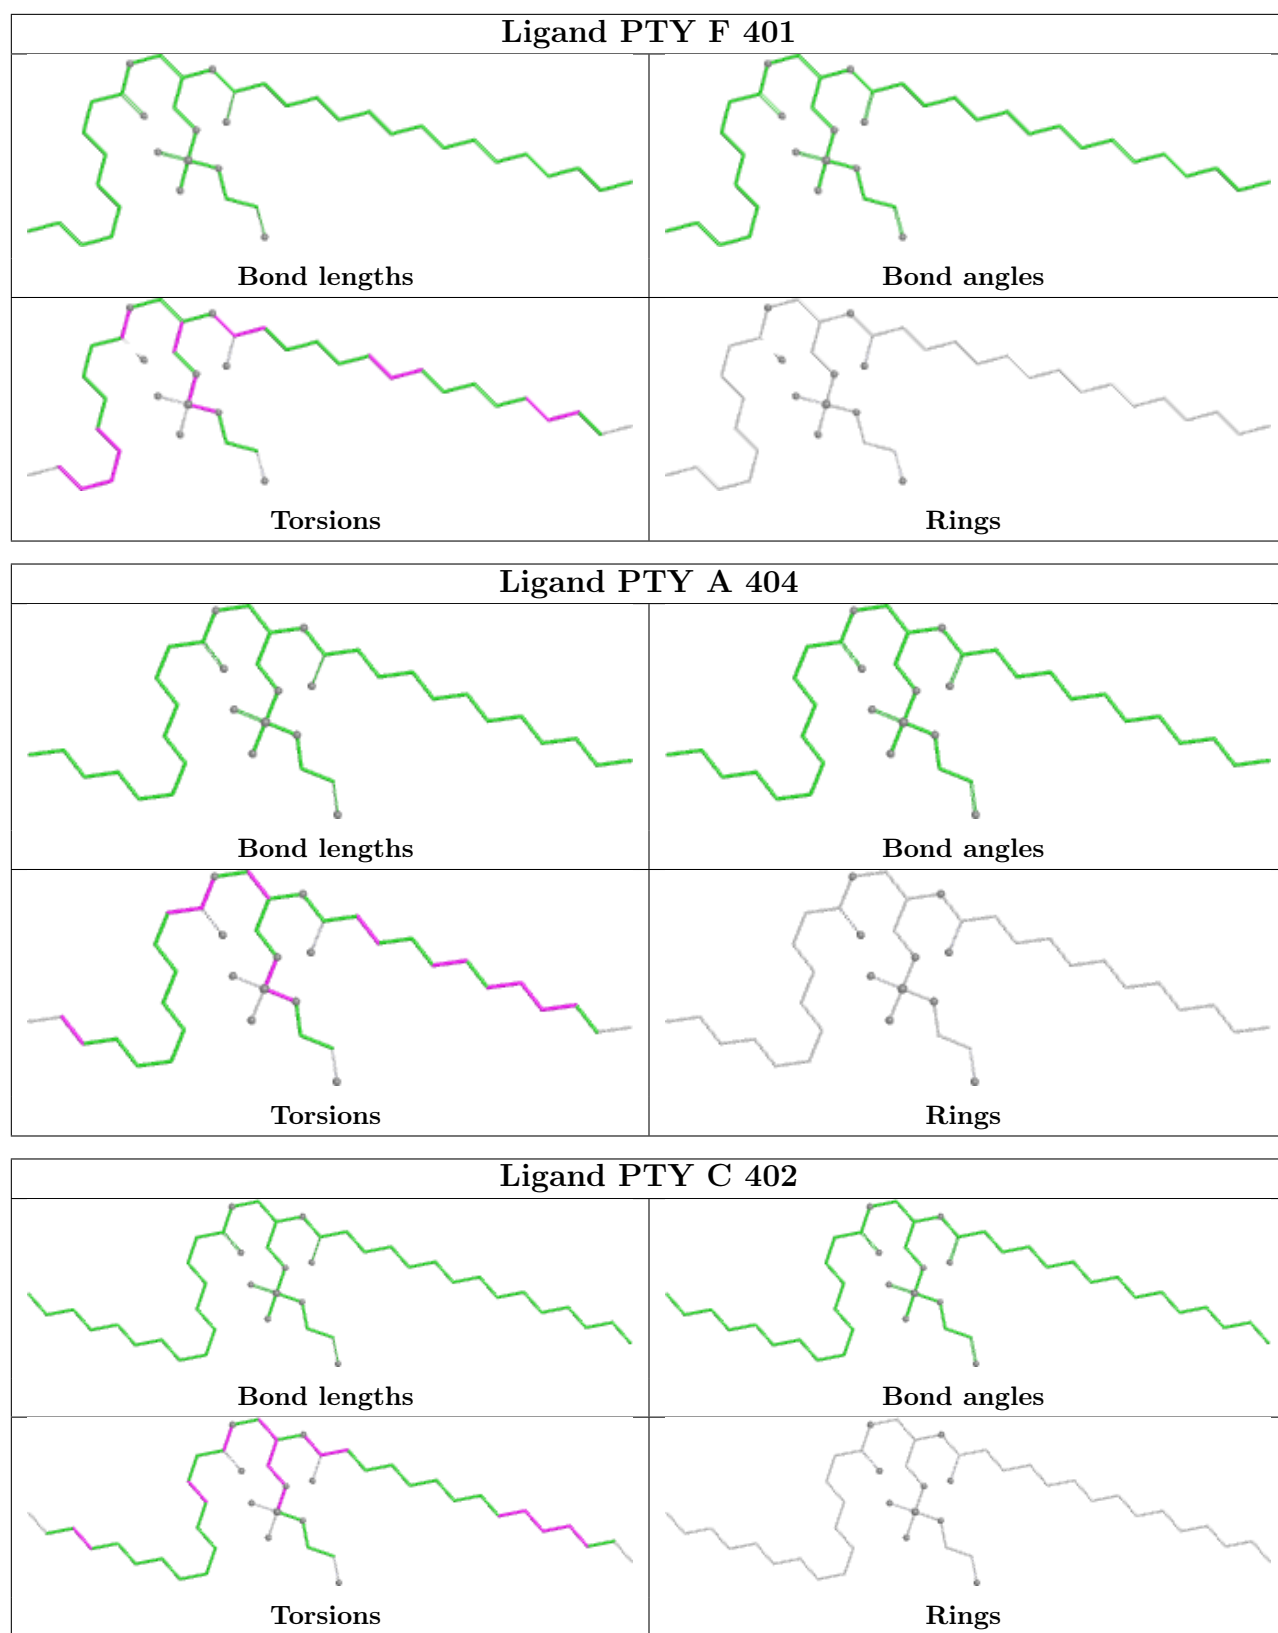 Ligand PTY F 401
Bond lengths
Bond angles
Torsions
Rings
Ligand PTY A 404
Bond lengths
Bond angles
Torsions
Rings
Ligand PTY C 402
Bond lengths
Bond angles
Torsions
Rings